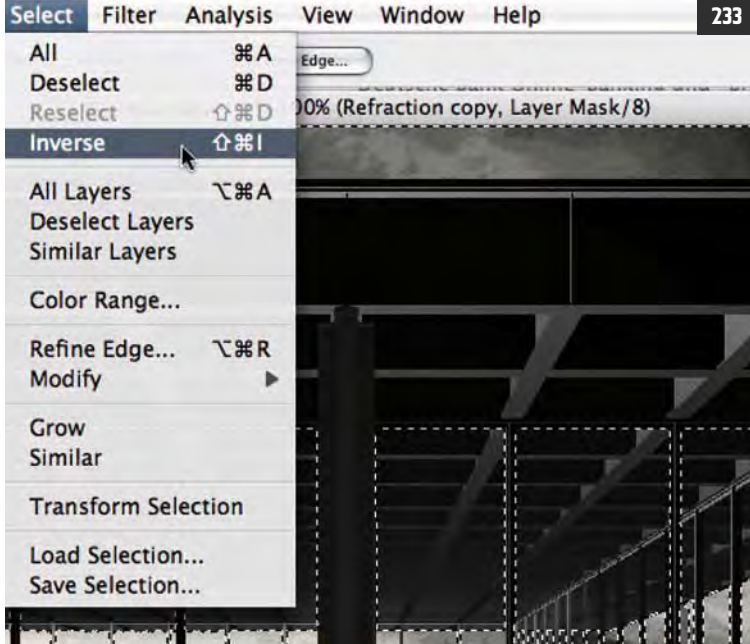 Select Filter Analysis View Window Help 233
All ⌘A
Deselect ⌘D
Reselect ⇧⌘D
Inverse ⇧⌘I
All Layers ⌥⌘A
Deselect Layers
Similar Layers
Color Range...
Refine Edge... ⌥⌘R
Modify ▶
Grow
Similar
Transform Selection
Load Selection...
Save Selection...
Edge...
00% (Refraction copy, Layer Mask/8)